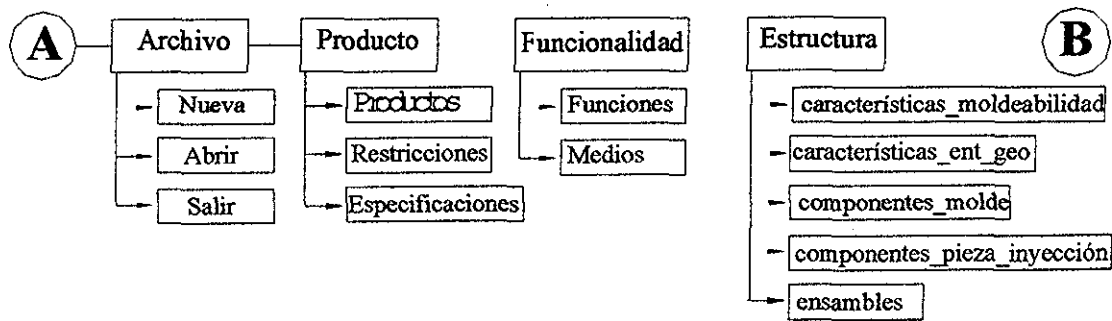 A
Archivo
Producto
Funcionalidad
Estructura
B
Nueva
Abrir
Salir
Productos
Restricciones
Especificaciones
Funciones
Medios
características_moldeabilidad
características_ent_geo
componentes_molde
componentes_pieza_inyección
ensambles